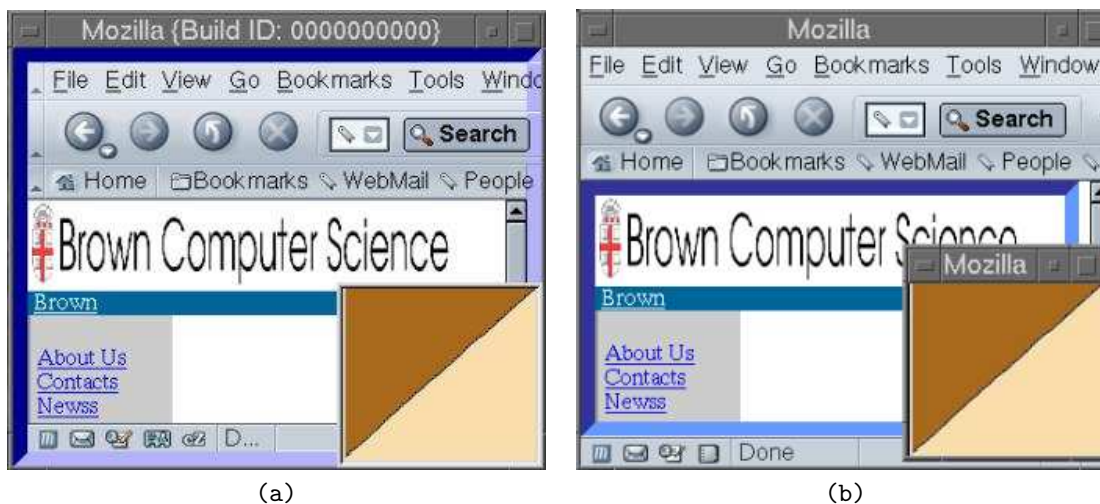 Mozilla {Build ID: 0000000000}
File Edit View Go Bookmarks Tools Windo
Search
Home Bookmarks WebMail People
Brown Computer Science
Brown
About Us
Contacts
Newss
D...
(a)
Mozilla
File Edit View Go Bookmarks Tools Window
Search
Home Bookmarks WebMail People
Brown Computer Science
Mozilla
Brown
About Us
Contacts
Newss
Done
(b)